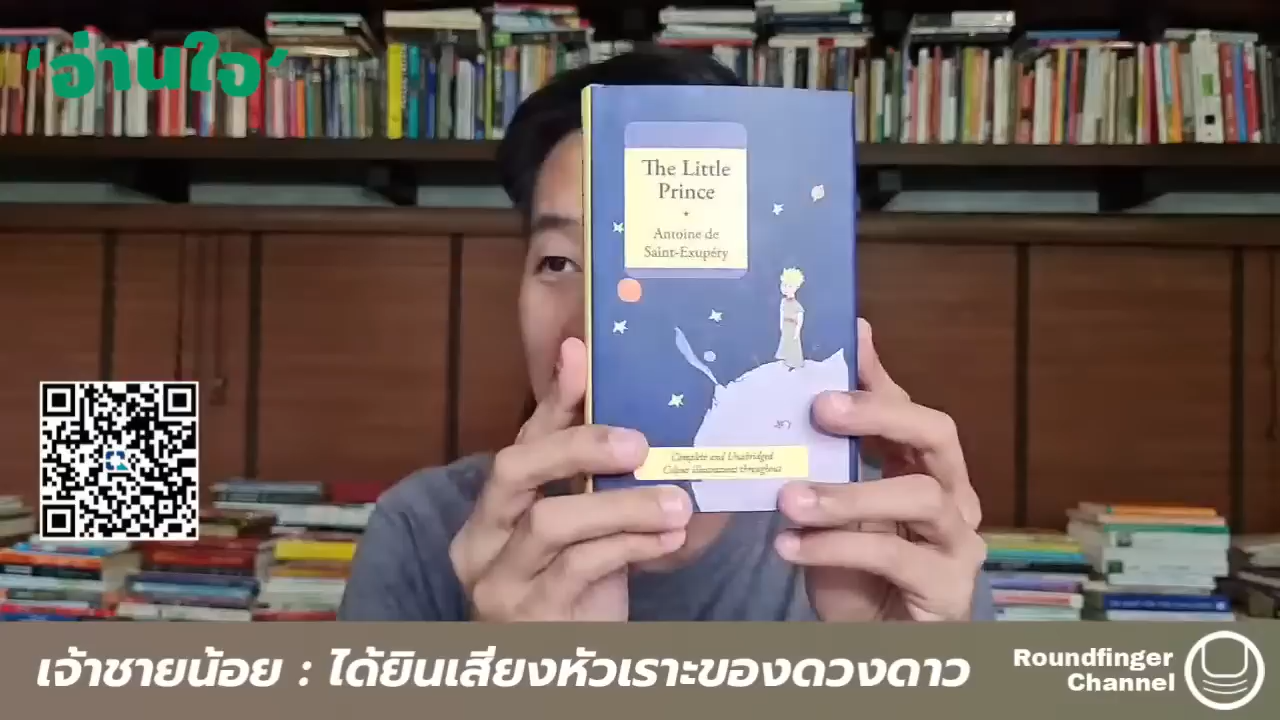 ‘อ่านใจ’
The Little
Prince
Antoine de
Saint-Exupéry
Complete and Unabridged
Colour illustrations throughout
เจ้าชายน้อย : ได้ยินเสียงหัวเราะของดวงดาว
Roundfinger
Channel